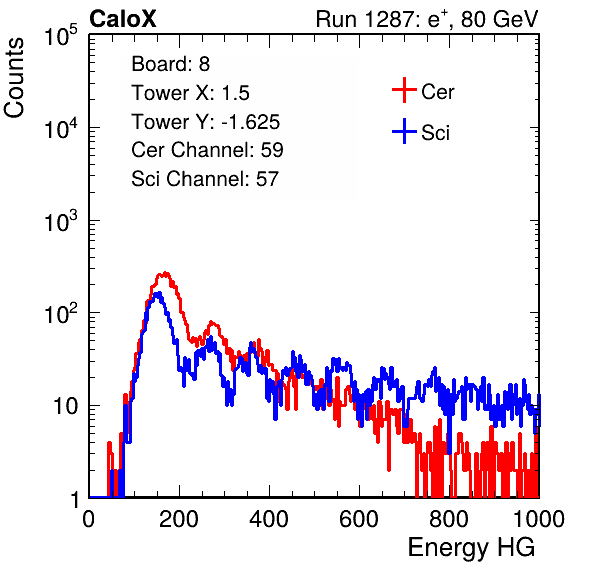 CaloX Run 1287: e⁺, 80 GeV
Counts
10⁵
10⁴
10³
10²
10
1
Board: 8
Tower X: 1.5
Tower Y: -1.625
Cer Channel: 59
Sci Channel: 57
Cer
Sci
0 200 400 600 800 1000
Energy HG